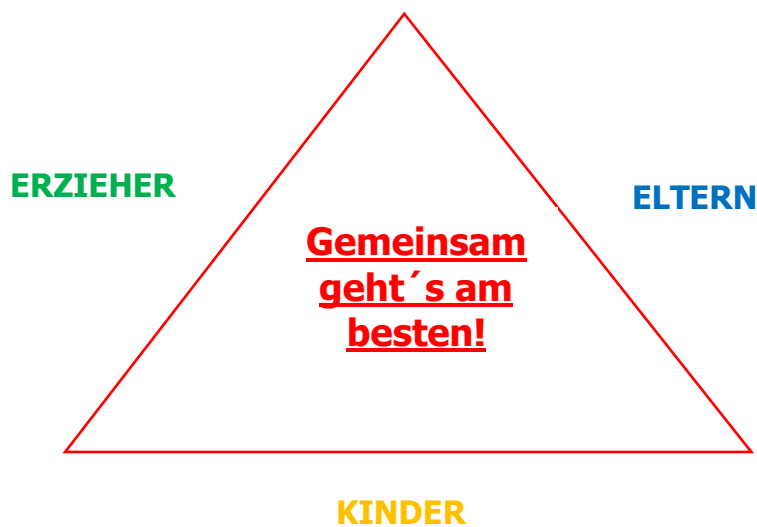 ERZIEHER
ELTERN
Gemeinsam
geht´s am
besten!
KINDER